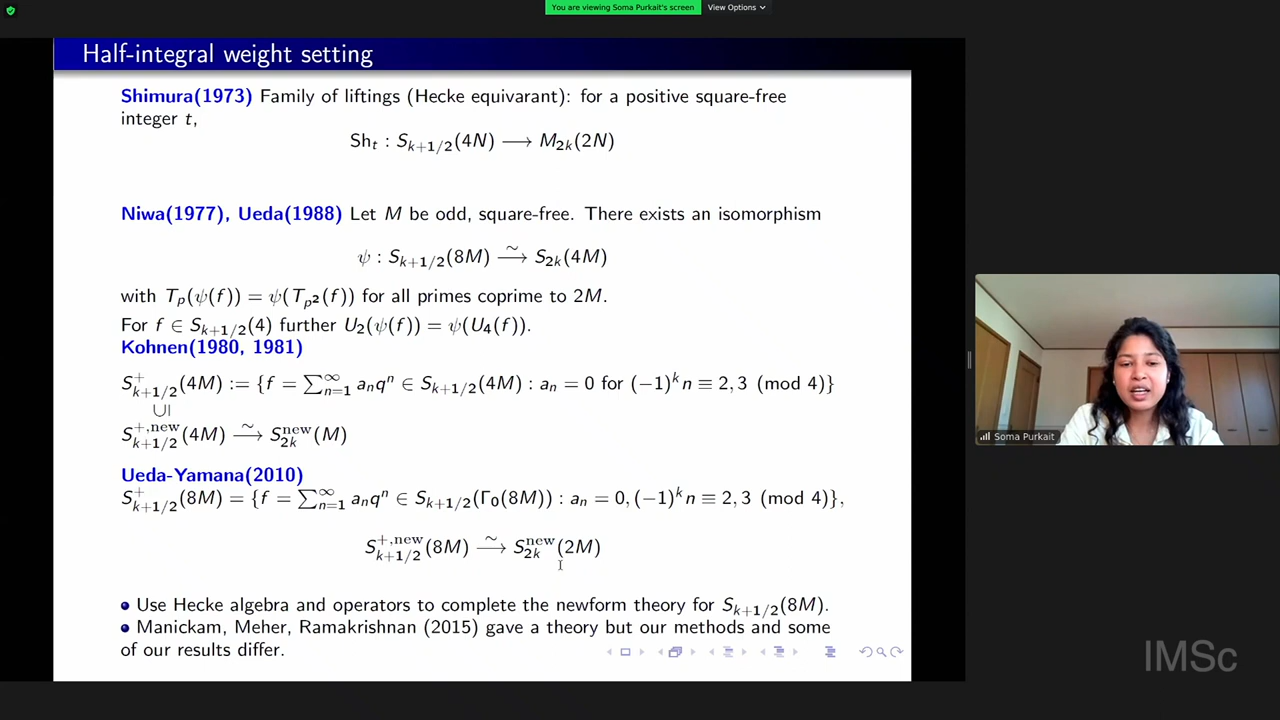 You are viewing Soma Purkait's screen
View Options
Half-integral weight setting
Shimura(1973) Family of liftings (Hecke equivarant): for a positive square-free
integer t,
Sh_t : S_{k+1/2}(4N) ⟶ M_{2k}(2N)
Niwa(1977), Ueda(1988) Let M be odd, square-free. There exists an isomorphism
ψ : S_{k+1/2}(8M) ⟶^∼ S_{2k}(4M)
with T_p(ψ(f)) = ψ(T_{p²}(f)) for all primes coprime to 2M.
For f ∈ S_{k+1/2}(4) further U_2(ψ(f)) = ψ(U_4(f)).
Kohnen(1980, 1981)
S^+_{k+1/2}(4M) := {f = ∑_{n=1}^∞ a_n q^n ∈ S_{k+1/2}(4M) : a_n = 0 for (−1)^k n ≡ 2, 3 (mod 4)}
∪|
S^{+,new}_{k+1/2}(4M) ⟶^∼ S^{new}_{2k}(M)
Ueda-Yamana(2010)
S^+_{k+1/2}(8M) = {f = ∑_{n=1}^∞ a_n q^n ∈ S_{k+1/2}(Γ_0(8M)) : a_n = 0, (−1)^k n ≡ 2, 3 (mod 4)},
S^{+,new}_{k+1/2}(8M) ⟶^∼ S^{new}_{2k}(2M)
• Use Hecke algebra and operators to complete the newform theory for S_{k+1/2}(8M).
• Manickam, Meher, Ramakrishnan (2015) gave a theory but our methods and some
of our results differ.
Soma Purkait
IMSc